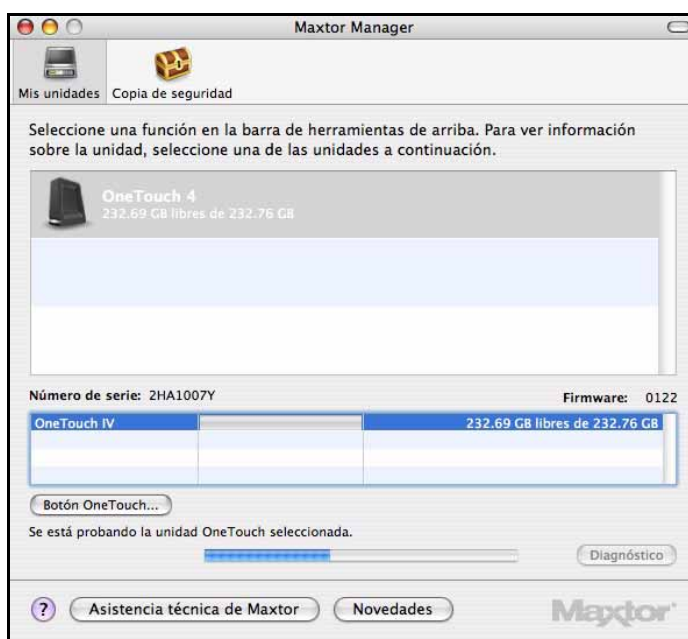 Maxtor Manager
Mis unidades
Copia de seguridad
Seleccione una función en la barra de herramientas de arriba. Para ver información
sobre la unidad, seleccione una de las unidades a continuación.
OneTouch 4
232.69 GB libres de 232.76 GB
Número de serie: 2HA1007Y
Firmware: 0122
OneTouch IV
232.69 GB libres de 232.76 GB
Botón OneTouch...
Se está probando la unidad OneTouch seleccionada.
Diagnóstico
?
Asistencia técnica de Maxtor
Novedades
Maxtor